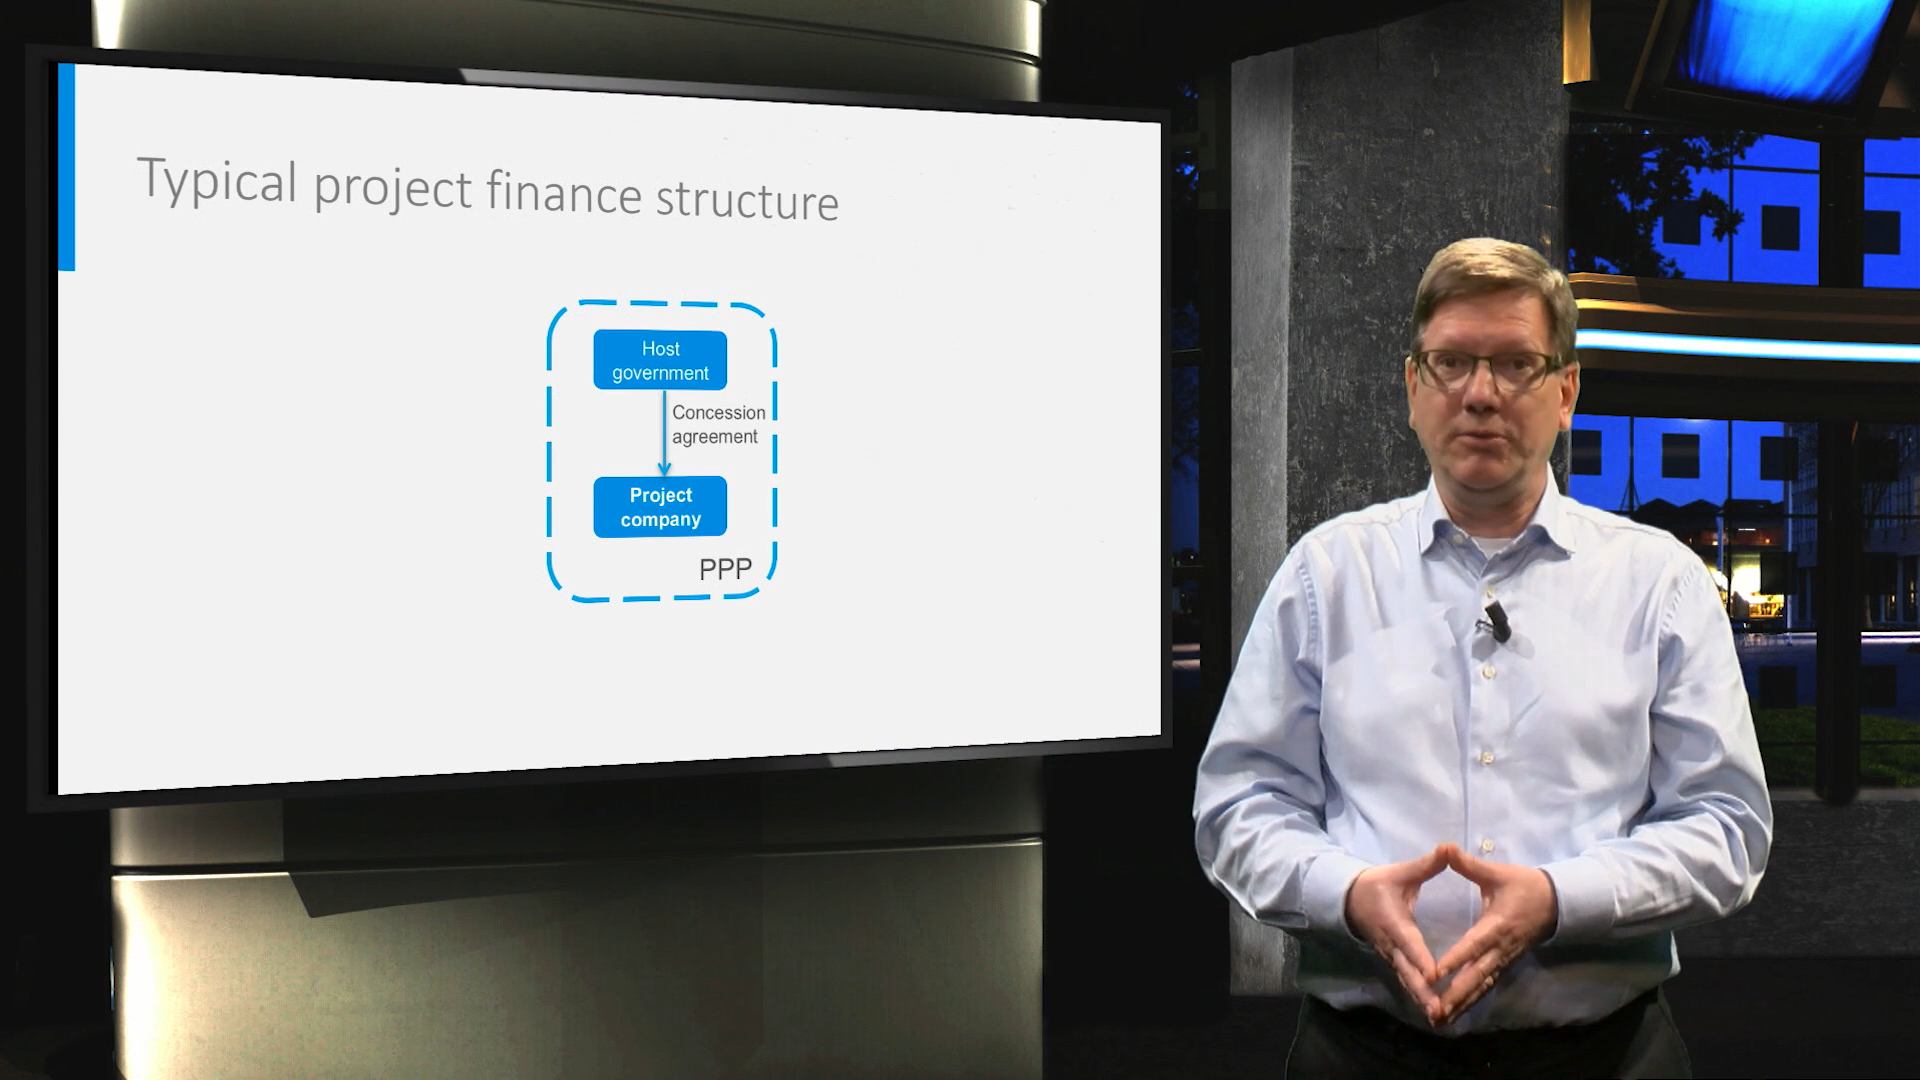 Typical project finance structure
Host
government
Concession
agreement
Project
company
PPP